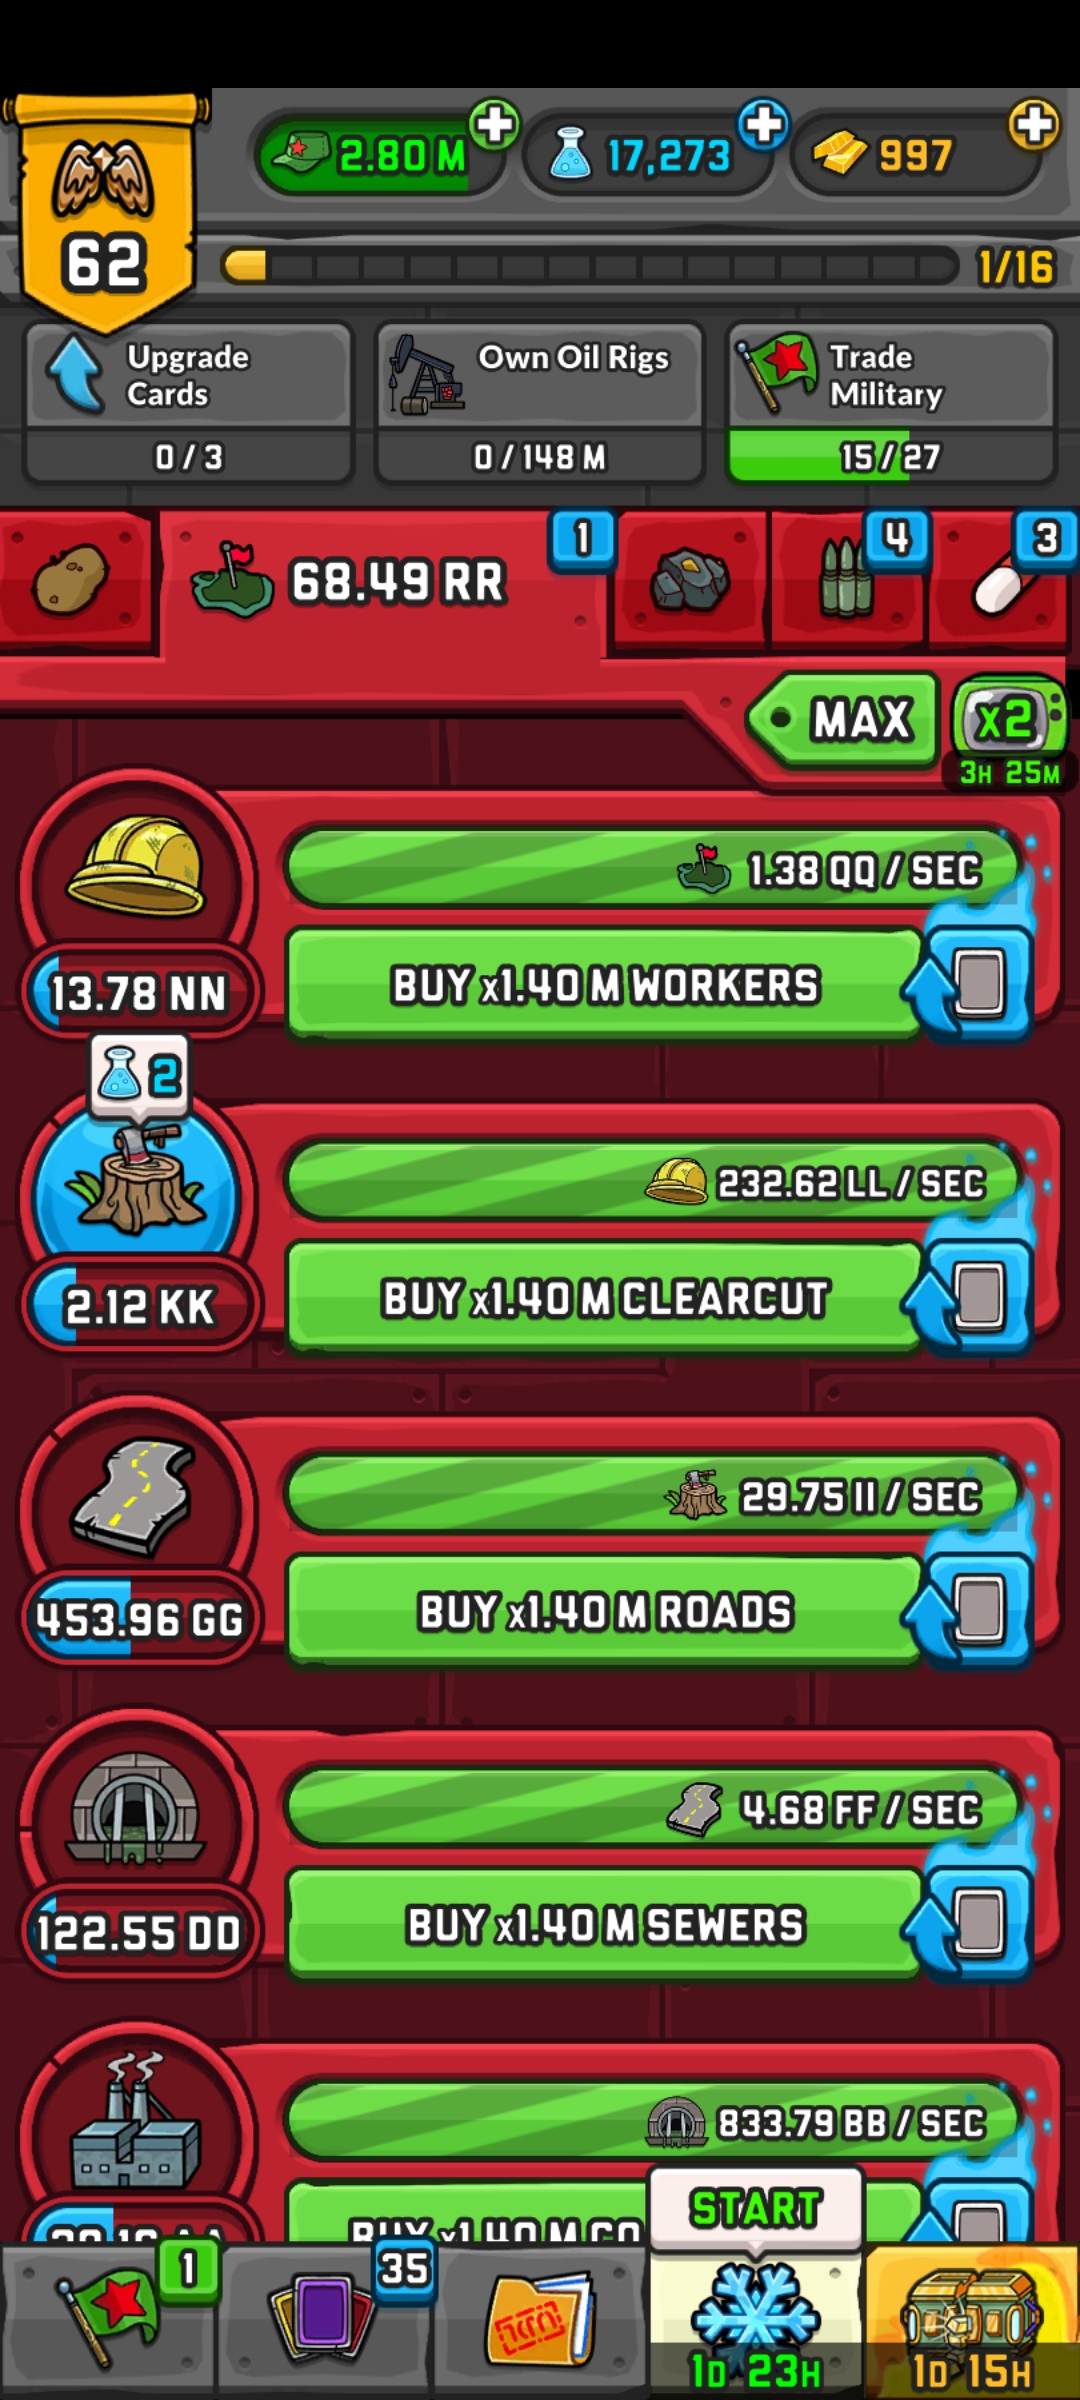 2.80 M
17,273
997
62
1/16
Upgrade
Cards
0 / 3
Own Oil Rigs
0 / 148 M
Trade
Military
15 / 27
68.49 RR
1
4
3
MAX
x2
3H 25M
1.38 QQ / SEC
13.78 NN
BUY x1.40 M WORKERS
2
232.62 LL / SEC
2.12 KK
BUY x1.40 M CLEARCUT
29.75 II / SEC
453.96 GG
BUY x1.40 M ROADS
4.68 FF / SEC
122.55 DD
BUY x1.40 M SEWERS
833.79 BB / SEC
BUY x1.40 M CO
START
1
35
1D 23H
1D 15H